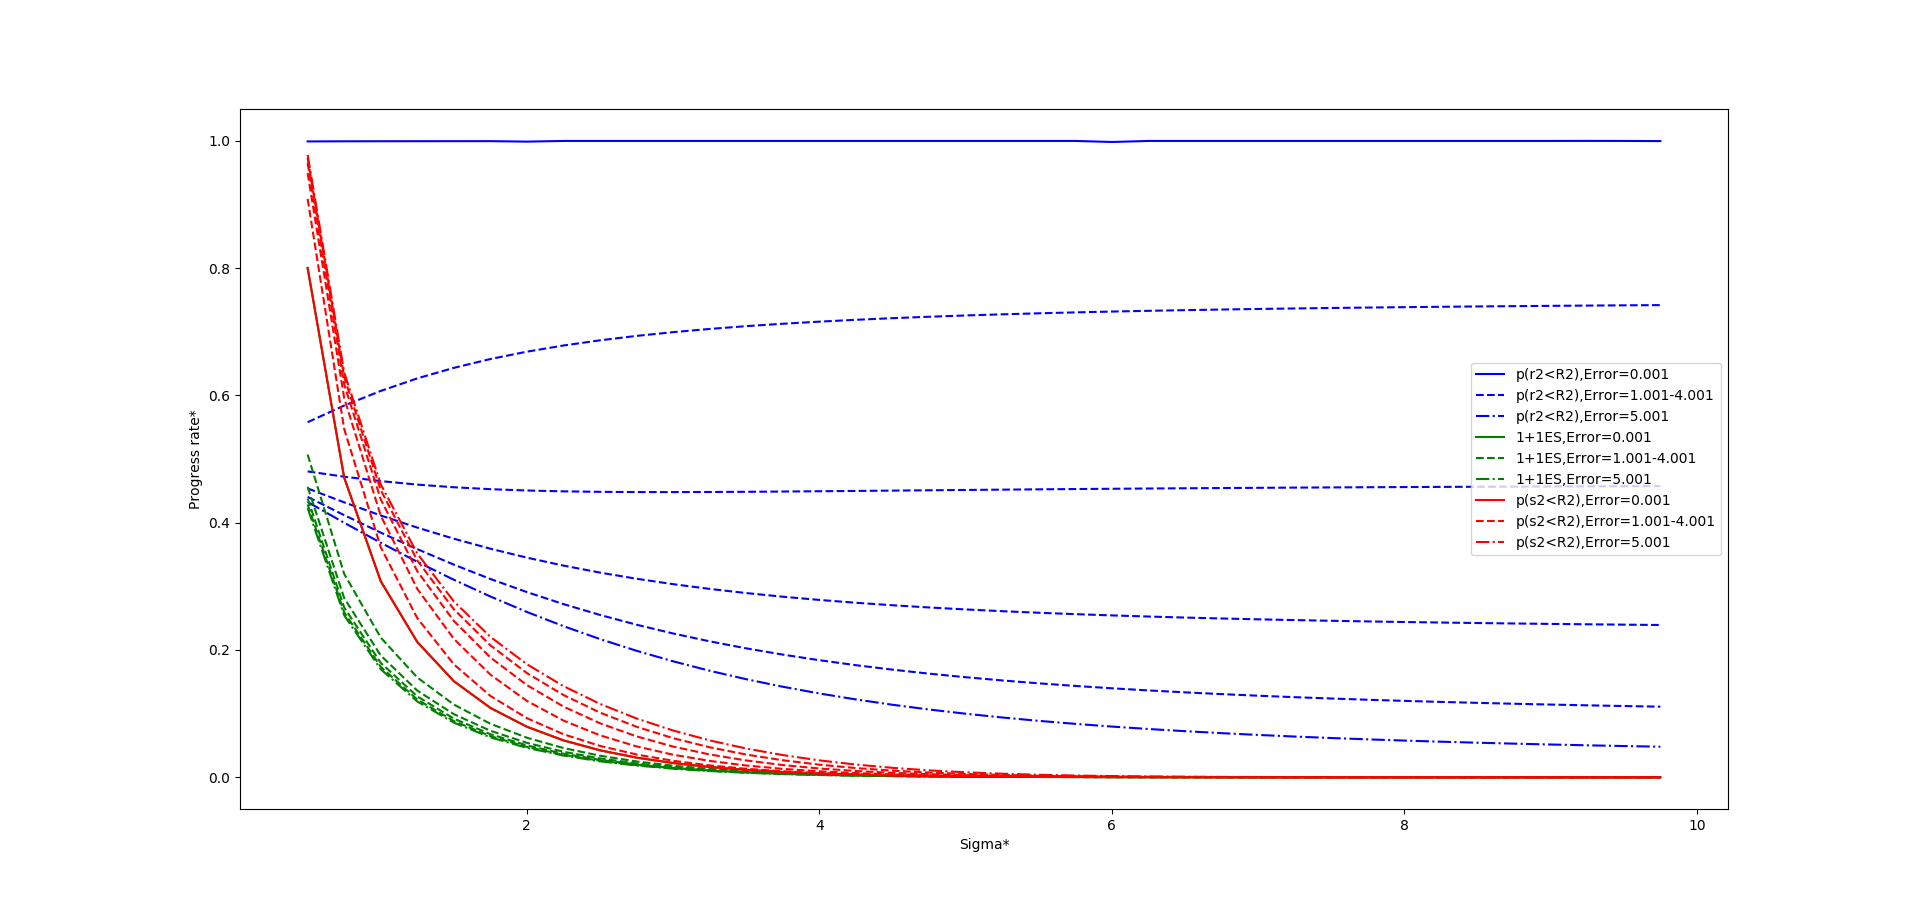 1.0
0.8
0.6
0.4
0.2
0.0
Progress rate*
p(r2<R2),Error=0.001
p(r2<R2),Error=1.001-4.001
p(r2<R2),Error=5.001
1+1ES,Error=0.001
1+1ES,Error=1.001-4.001
1+1ES,Error=5.001
p(s2<R2),Error=0.001
p(s2<R2),Error=1.001-4.001
p(s2<R2),Error=5.001
2 4 6 8 10
Sigma*